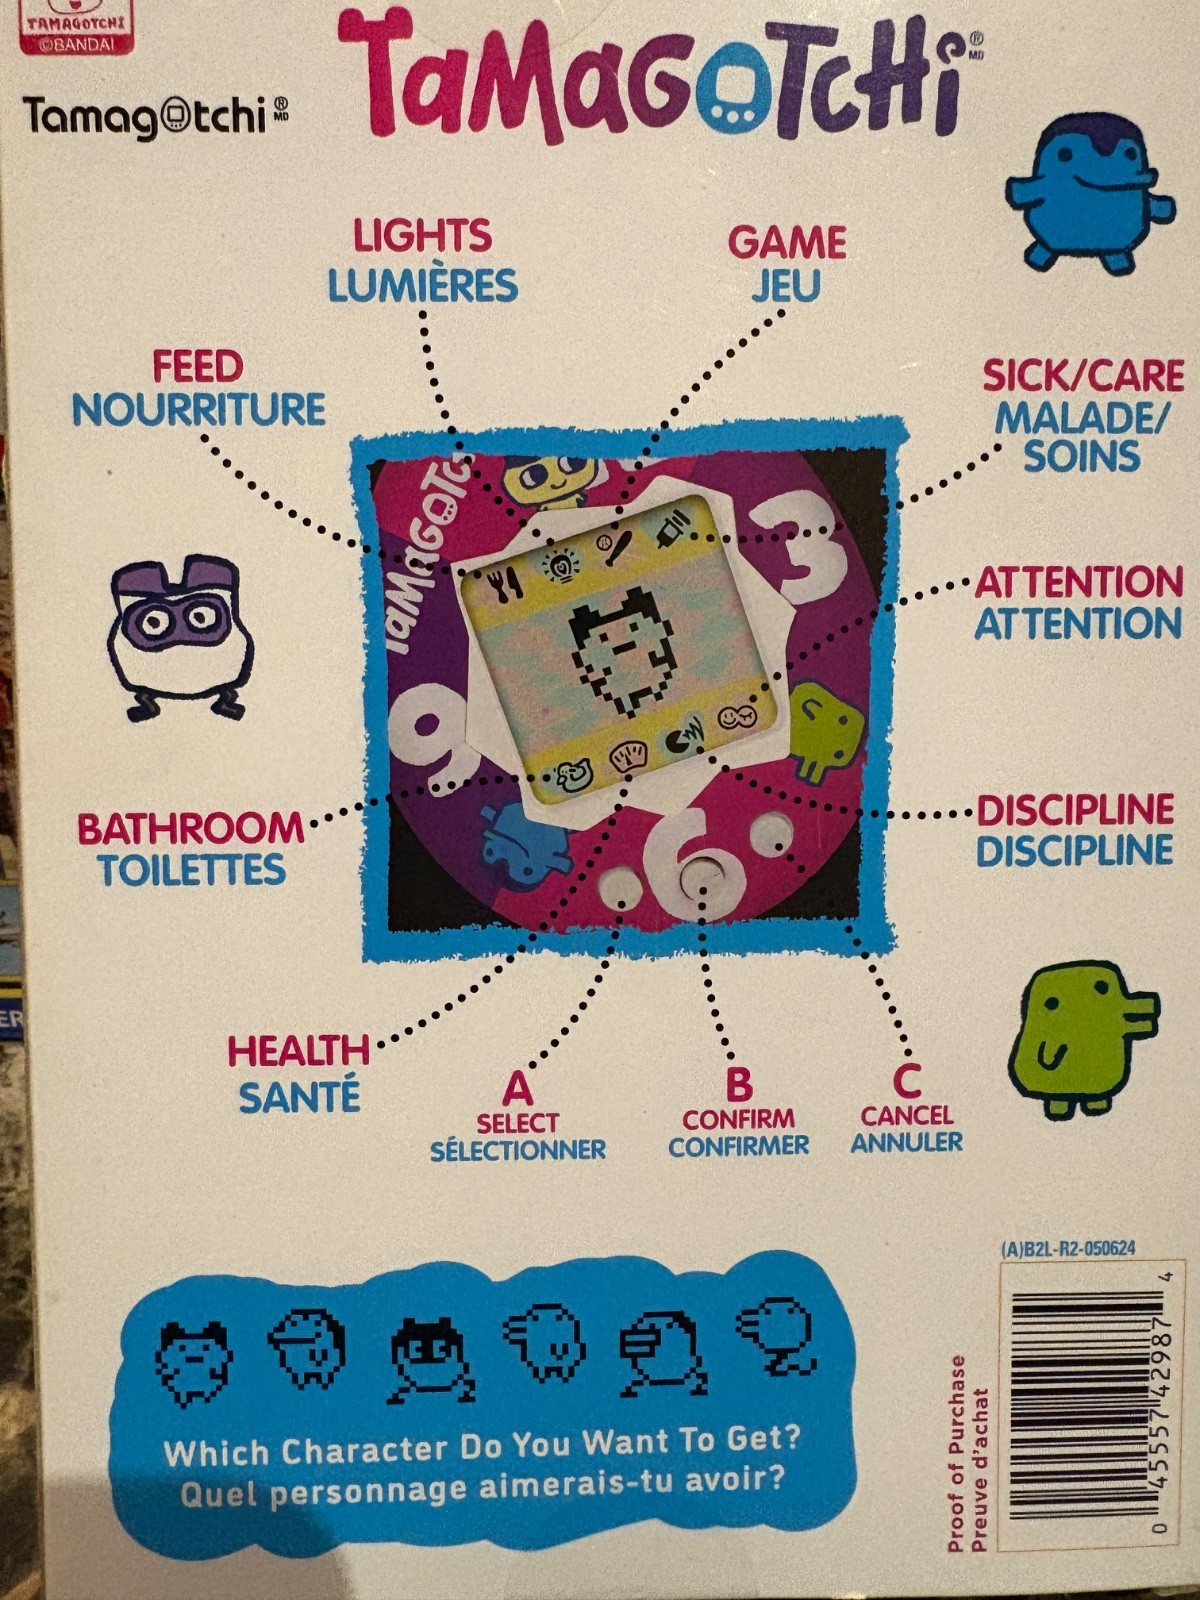 TAMAGOTCHI
©BANDAI
Tamagotchi® MD
TaMaGoTcHi® MD
LIGHTS
LUMIÈRES
GAME
JEU
FEED
NOURRITURE
SICK/CARE
MALADE/
SOINS
TaMaGoTc
3
ATTENTION
ATTENTION
9
BATHROOM
TOILETTES
6
DISCIPLINE
DISCIPLINE
HEALTH
SANTÉ
A
SELECT
SÉLECTIONNER
B
CONFIRM
CONFIRMER
C
CANCEL
ANNULER
(A)B2L-R2-050624
Which Character Do You Want To Get?
Quel personnage aimerais-tu avoir?
Proof of Purchase
Preuve d'achat
0 45557 42987 4
ER